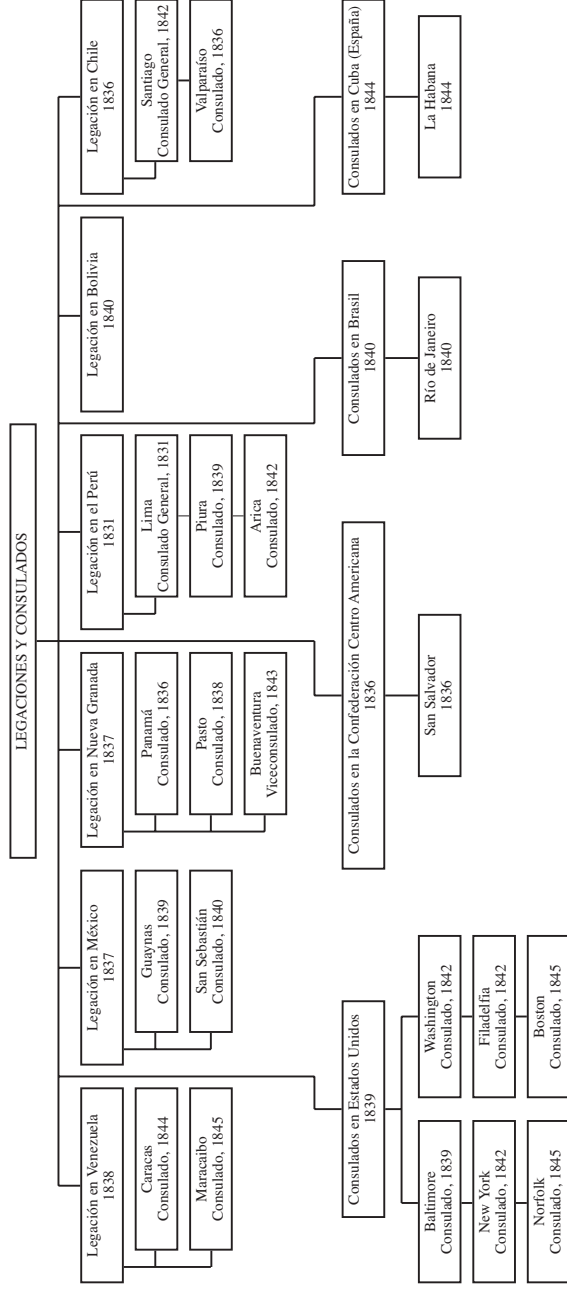 LEGACIONES Y CONSULADOS
Legación en Venezuela
1838
Caracas
Consulado, 1844
Maracaibo
Consulado, 1845
Legación en México
1837
Guaynas
Consulado, 1839
San Sebastián
Consulado, 1840
Legación en Nueva Granada
1837
Panamá
Consulado, 1836
Pasto
Consulado, 1838
Buenaventura
Viceconsulado, 1843
Legación en el Perú
1831
Lima
Consulado General, 1831
Piura
Consulado, 1839
Arica
Consulado, 1842
Legación en Bolivia
1840
Legación en Chile
1836
Santiago
Consulado General, 1842
Valparaíso
Consulado, 1836
Consulados en Estados Unidos
1839
Baltimore
Consulado, 1839
New York
Consulado, 1842
Norfolk
Consulado, 1845
Washington
Consulado, 1842
Filadelfia
Consulado, 1842
Boston
Consulado, 1845
Consulados en la Confederación Centro Americana
1836
San Salvador
1836
Consulados en Brasil
1840
Río de Janeiro
1840
Consulados en Cuba (España)
1844
La Habana
1844